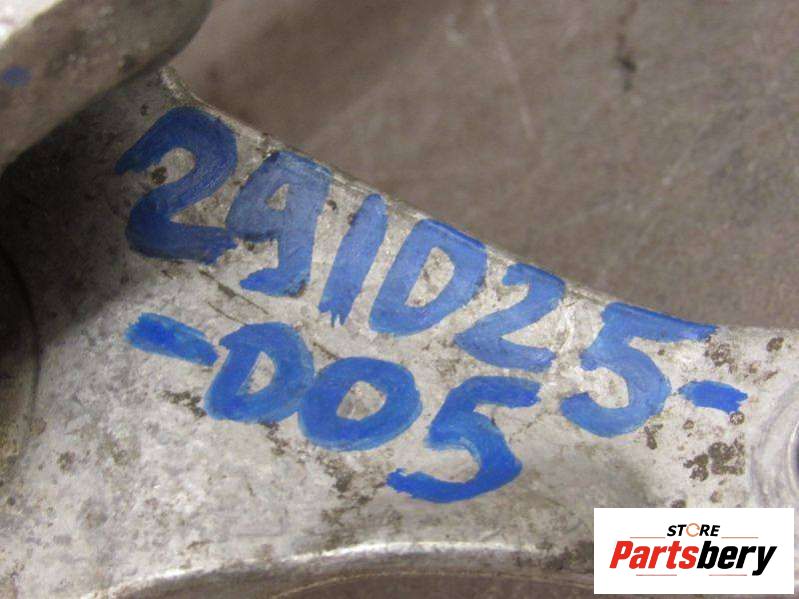 291D25-
-D05
STORE
Partsbery